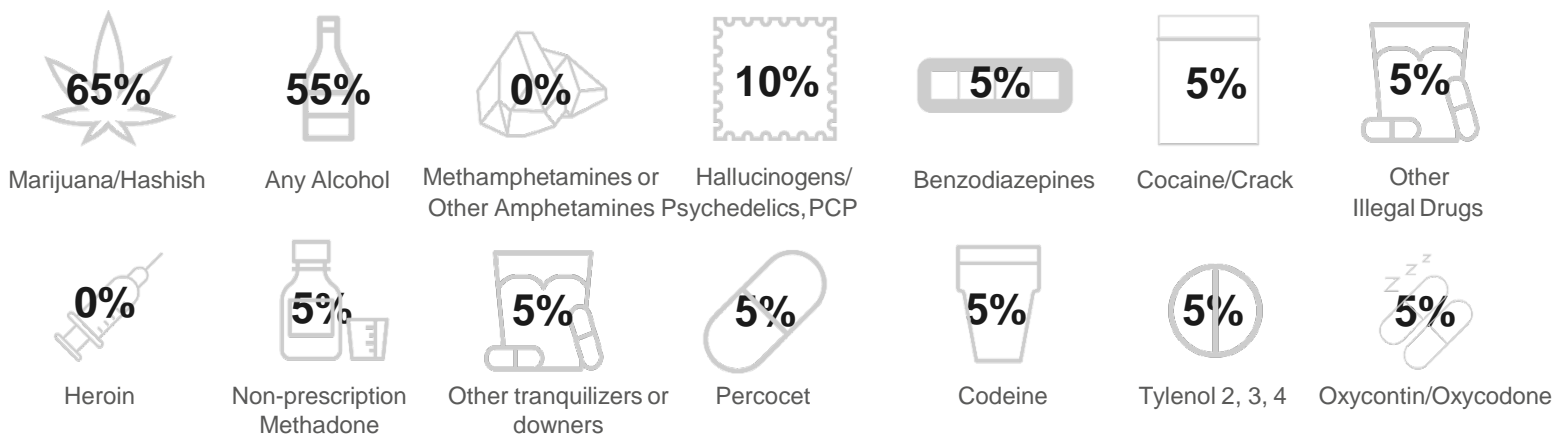 65% 55% 0% 10% 5% 5% 5%
Marijuana/Hashish Any Alcohol Methamphetamines or Hallucinogens/ Benzodiazepines Cocaine/Crack Other
Other Amphetamines Psychedelics, PCP Illegal Drugs
z z z
0% 5% 5% 5% 5% 5% 5%
Heroin Non-prescription Other tranquilizers or Percocet Codeine Tylenol 2, 3, 4 Oxycontin/Oxycodone
Methadone downers